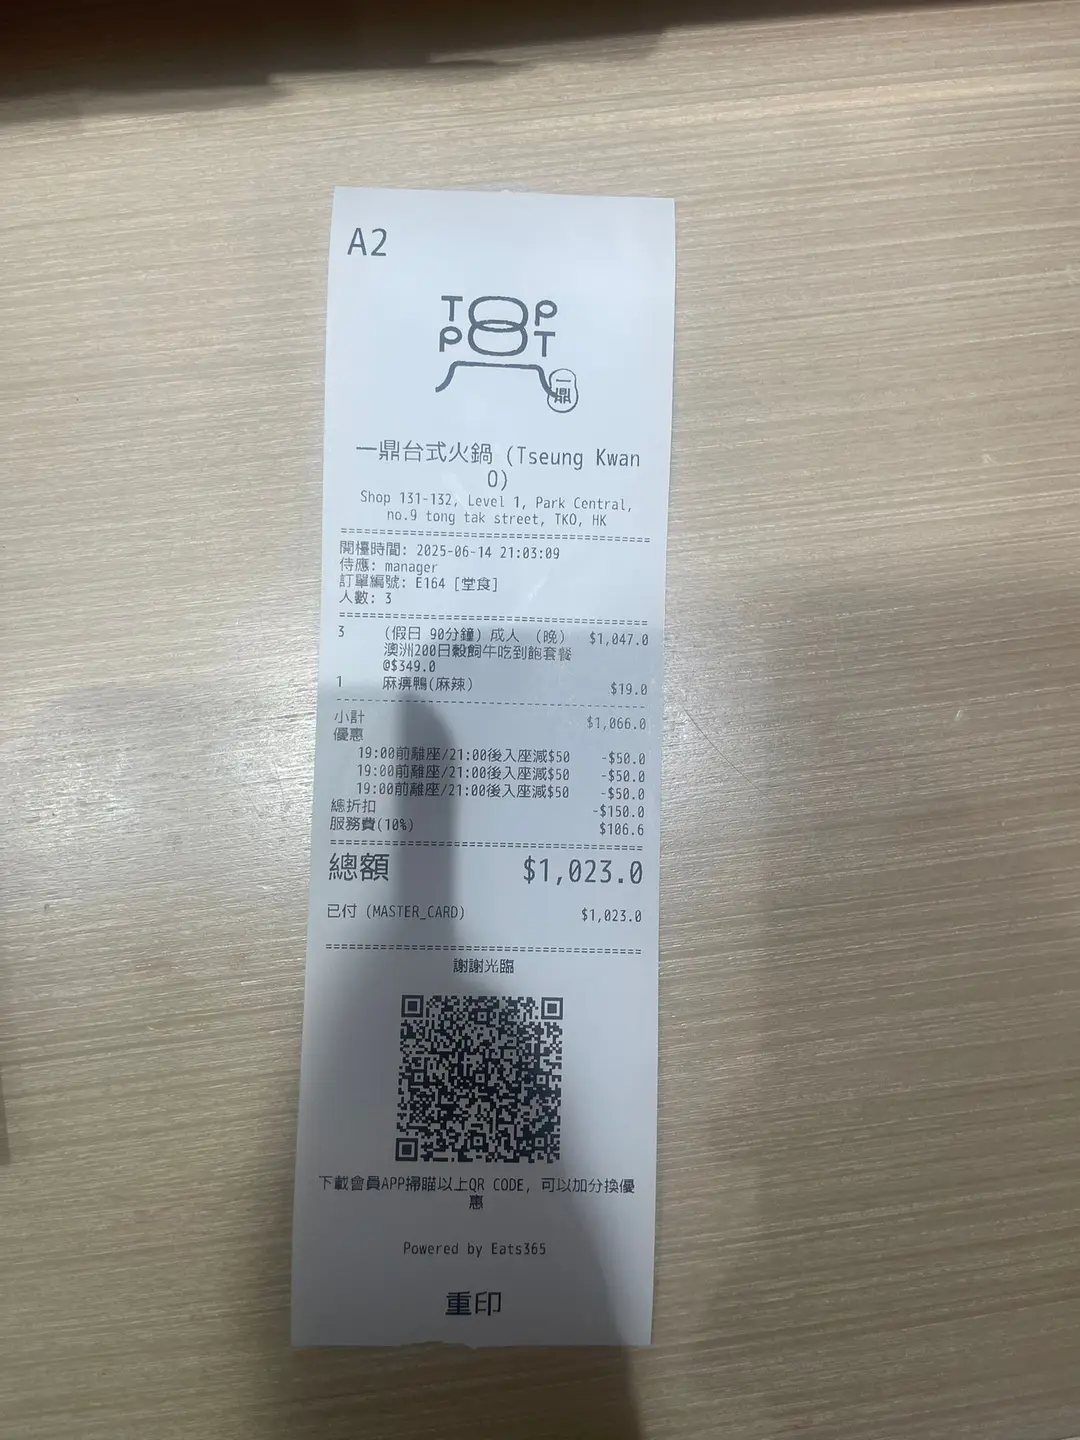 A2
TOP
POT
一鼎
一鼎台式火鍋 (Tseung Kwan
O)
Shop 131-132, Level 1, Park Central,
no.9 tong tak street, TKO, HK
開檯時間: 2025-06-14 21:03:09
侍應: manager
訂單編號: E164 [堂食]
人數: 3
3 (假日 90分鐘) 成人 (晚) $1,047.0
澳洲200日穀飼牛吃到飽套餐
@$349.0
1 麻痹鴨(麻辣) $19.0
小計 $1,066.0
優惠
19:00前離座/21:00後入座減$50 -$50.0
19:00前離座/21:00後入座減$50 -$50.0
19:00前離座/21:00後入座減$50 -$50.0
總折扣 -$150.0
服務費(10%) $106.6
總額 $1,023.0
已付 (MASTER_CARD) $1,023.0
謝謝光臨
下載會員APP掃瞄以上QR CODE, 可以加分換優
惠
Powered by Eats365
重印